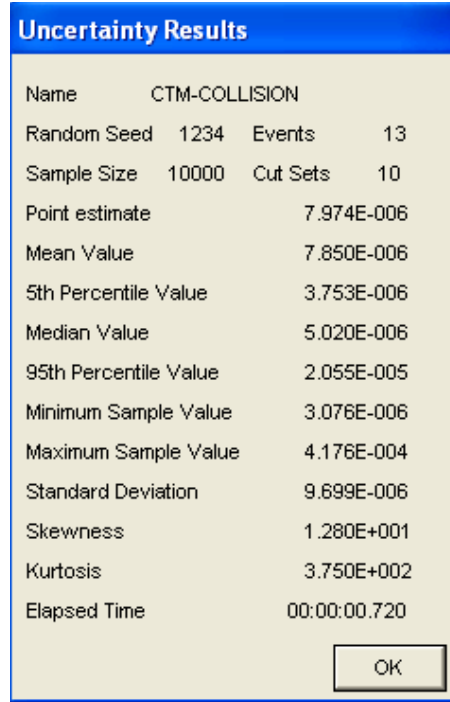 Uncertainty Results
Name CTM-COLLISION
Random Seed 1234 Events 13
Sample Size 10000 Cut Sets 10
Point estimate 7.974E-006
Mean Value 7.850E-006
5th Percentile Value 3.753E-006
Median Value 5.020E-006
95th Percentile Value 2.055E-005
Minimum Sample Value 3.076E-006
Maximum Sample Value 4.176E-004
Standard Deviation 9.699E-006
Skewness 1.280E+001
Kurtosis 3.750E+002
Elapsed Time 00:00:00.720
OK